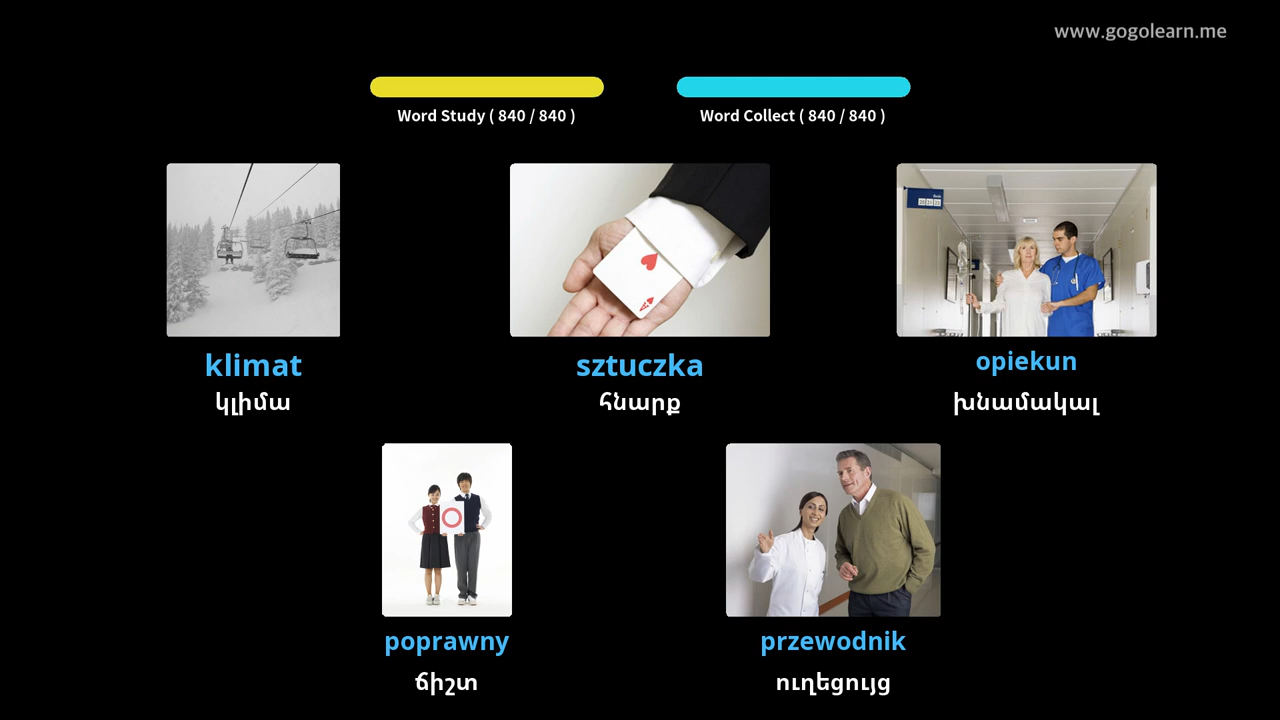 www.gogolearn.me
Word Study ( 840 / 840 )
Word Collect ( 840 / 840 )
klimat
կլիմա
sztuczka
հնարք
opiekun
խնամակալ
poprawny
ճիշտ
przewodnik
ուղեցույց